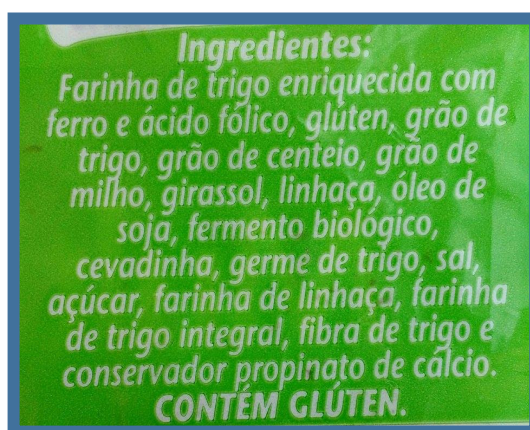 Ingredientes:
Farinha de trigo enriquecida com
ferro e ácido fólico, glúten, grão de
trigo, grão de centeio, grão de
milho, girassol, linhaça, óleo de
soja, fermento biológico,
cevadinha, germe de trigo, sal,
açúcar, farinha de linhaça, farinha
de trigo integral, fibra de trigo e
conservador propinato de cálcio.
CONTÉM GLÚTEN.